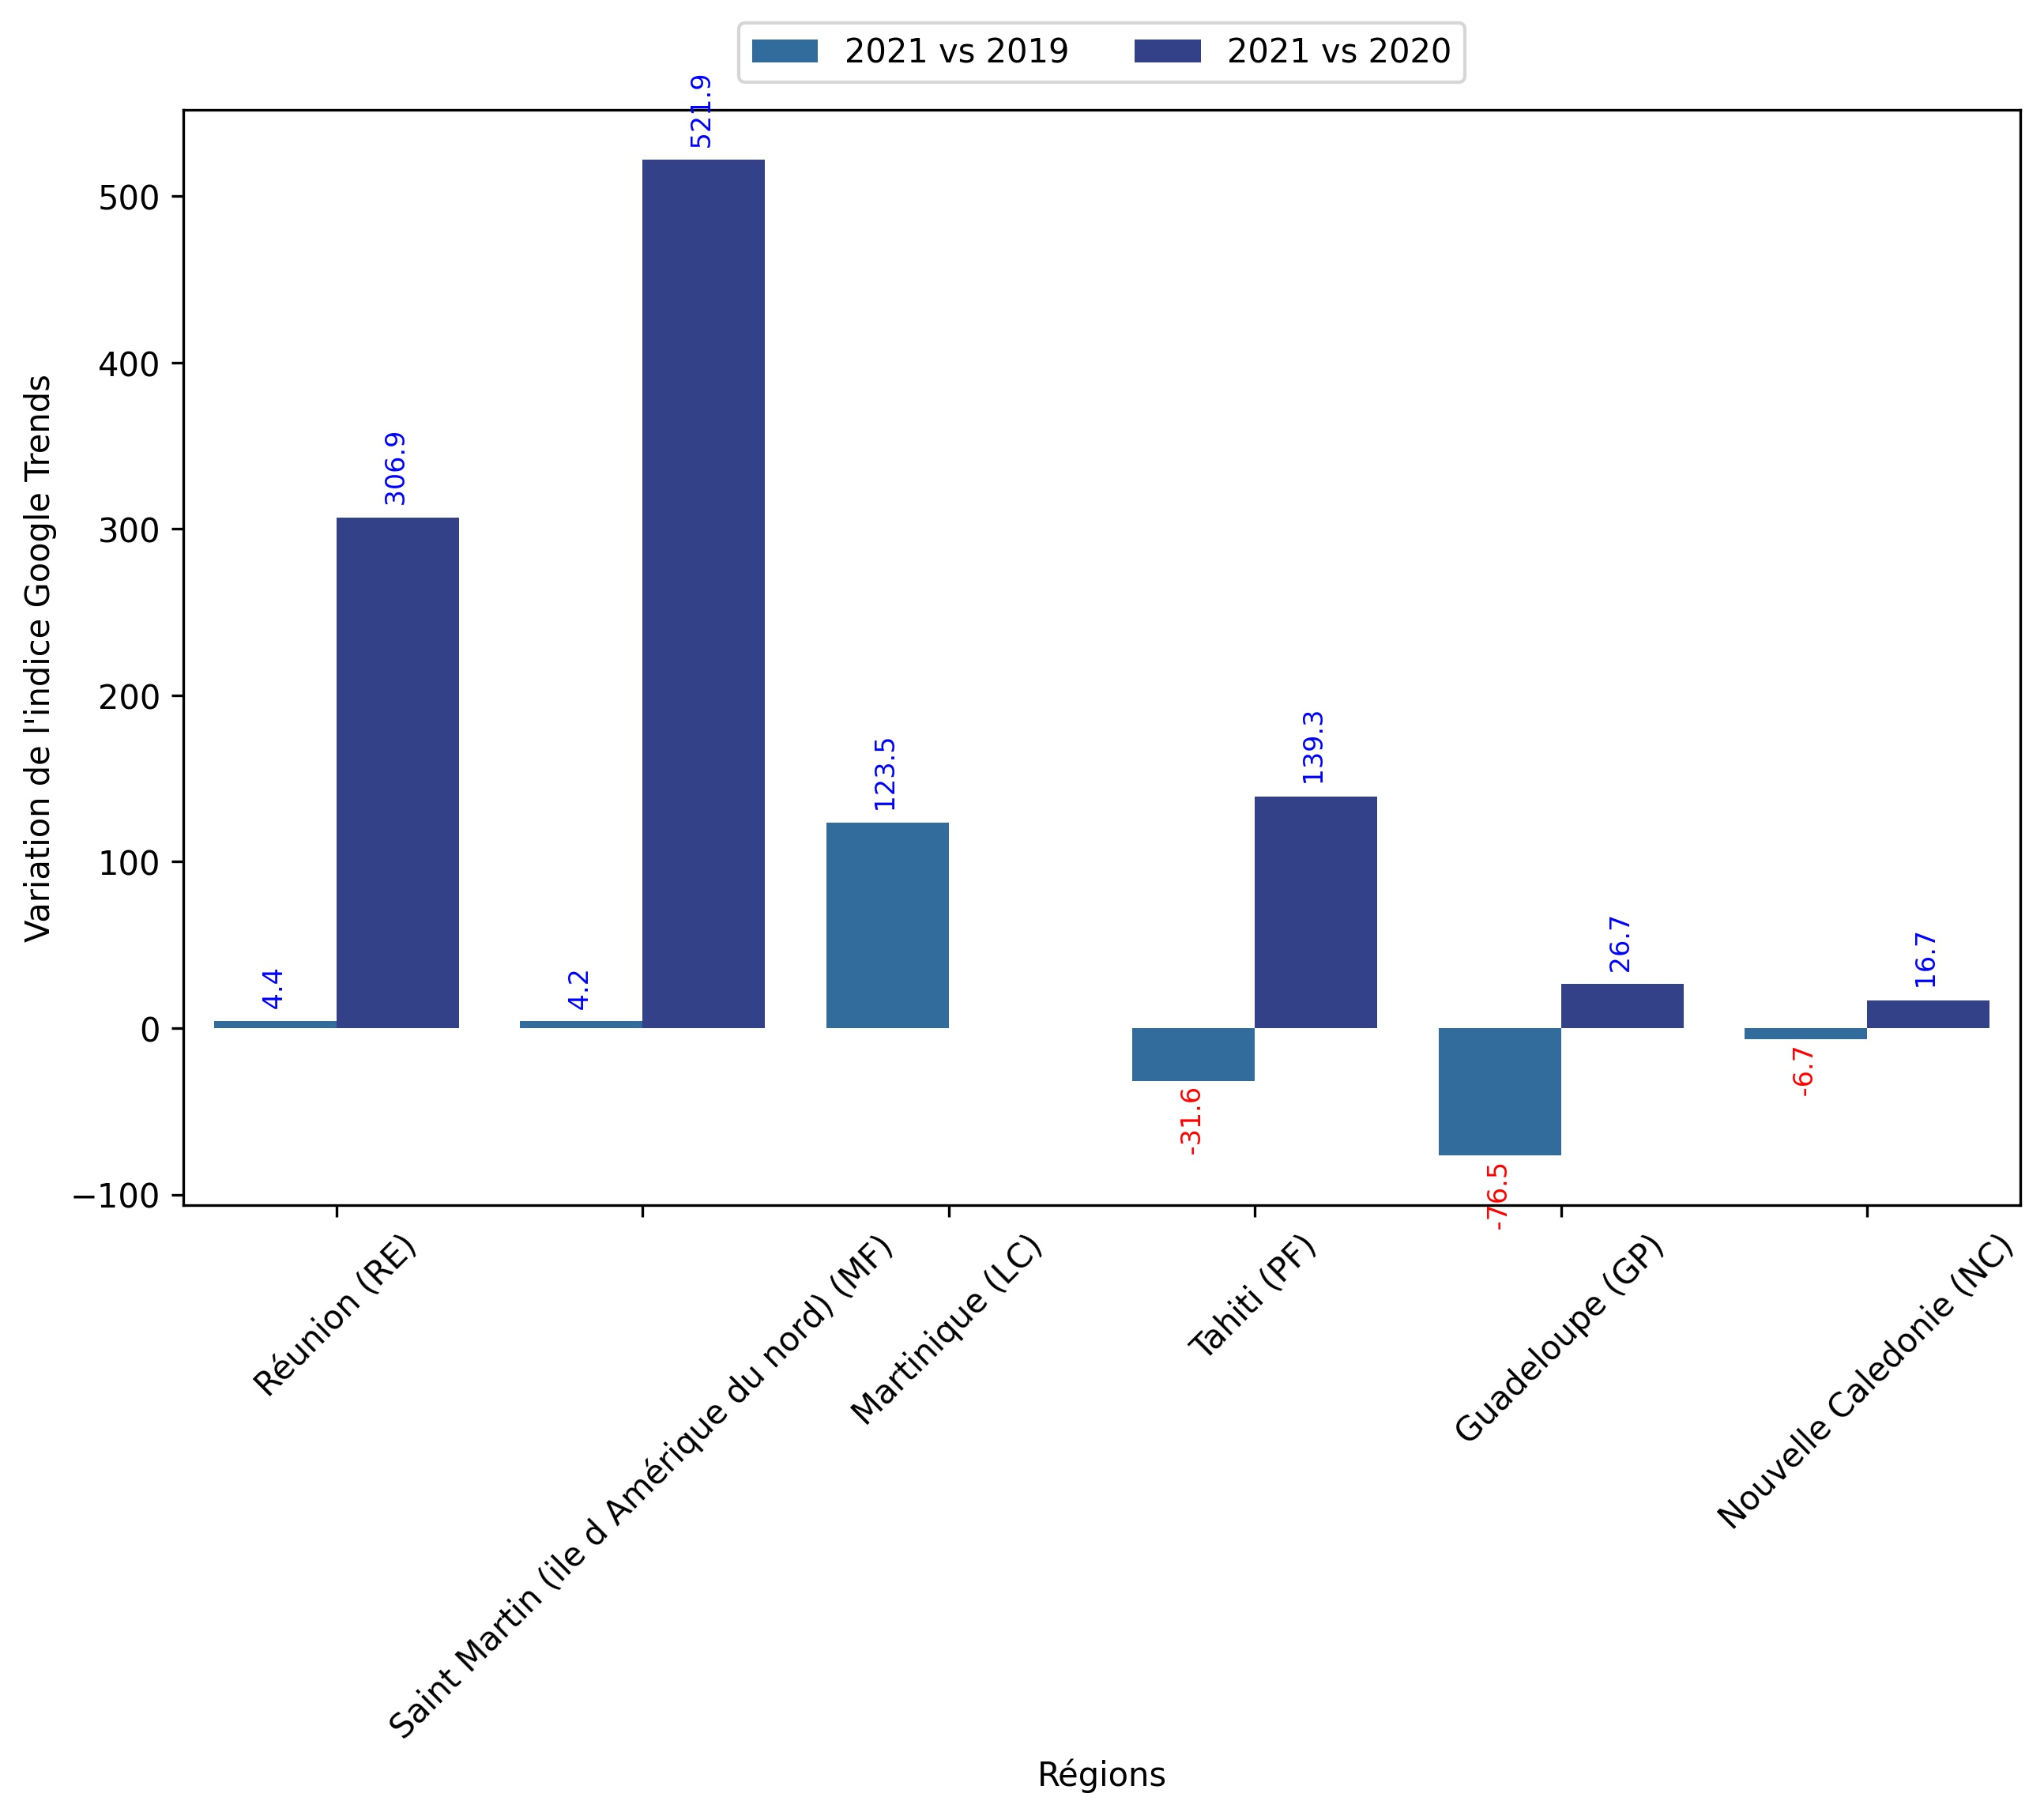 2021 vs 2019
2021 vs 2020
Variation de l'indice Google Trends
500
400
300
200
100
0
−100
4.4
306.9
4.2
521.9
123.5
-31.6
139.3
-76.5
26.7
-6.7
16.7
Réunion (RE)
Saint Martin (ile d Amérique du nord) (MF)
Martinique (LC)
Tahiti (PF)
Guadeloupe (GP)
Nouvelle Caledonie (NC)
Régions